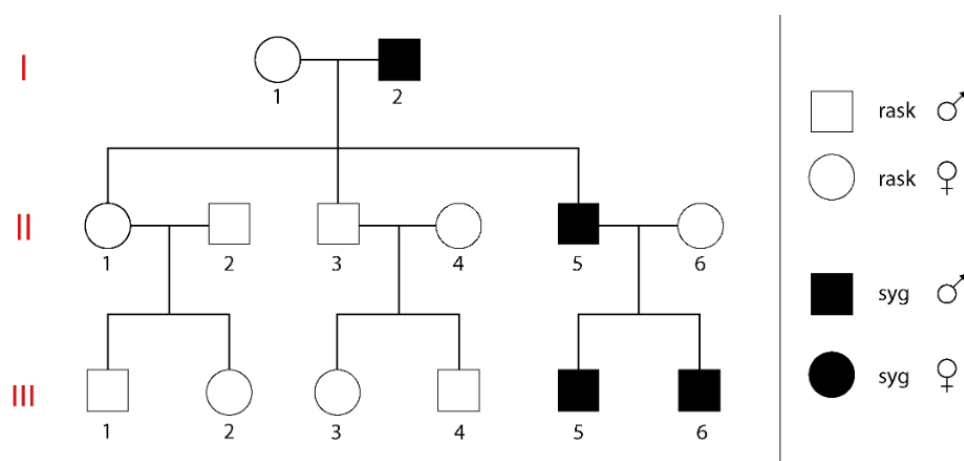 I
1 2
rask ♂
rask ♀
II
1 2 3 4 5 6
syg ♂
syg ♀
III
1 2 3 4 5 6